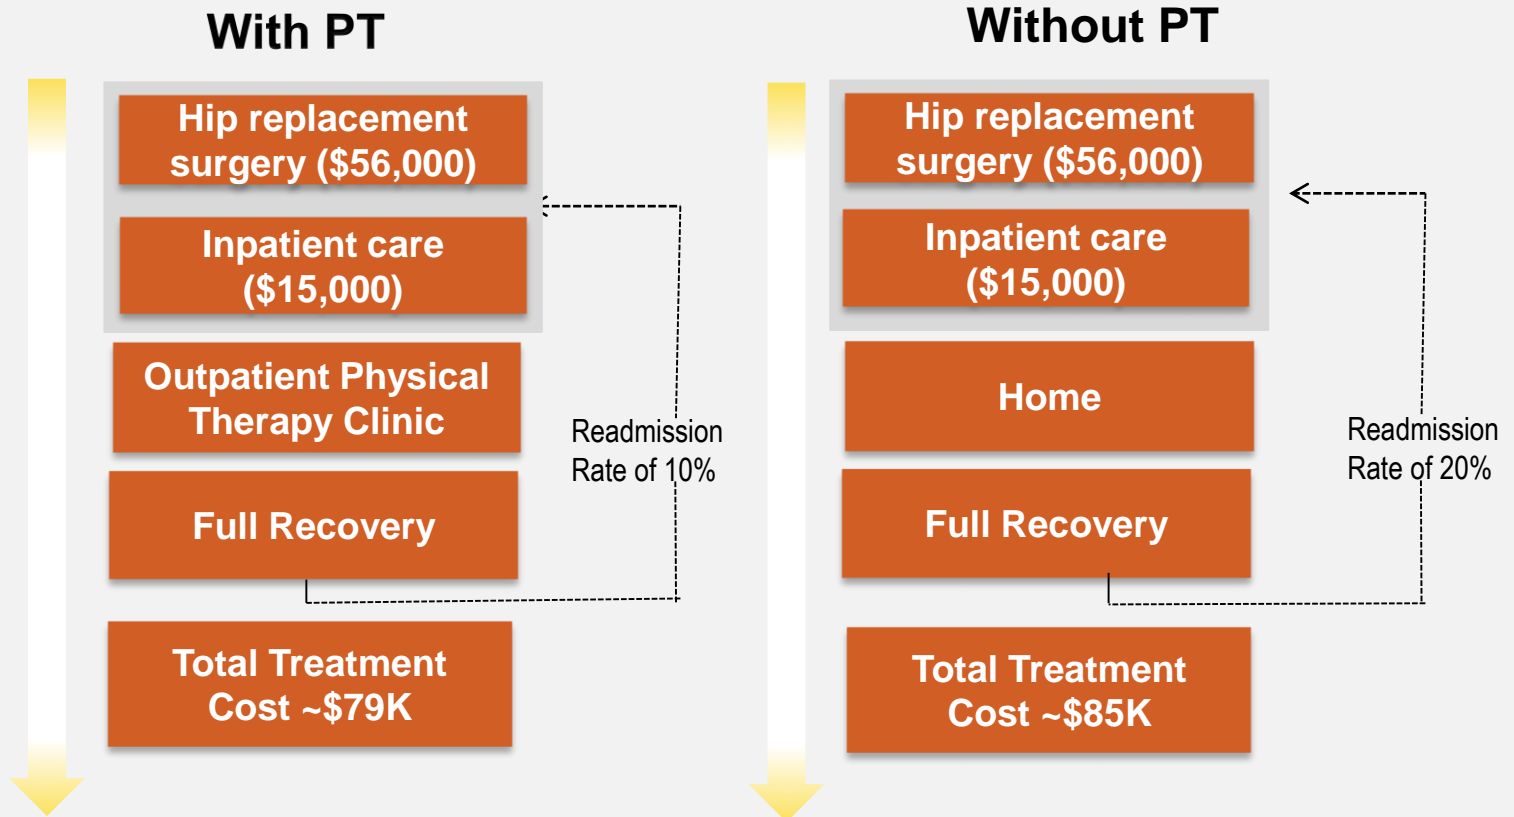 With PT
Hip replacement
surgery ($56,000)
Inpatient care
($15,000)
Outpatient Physical
Therapy Clinic
Full Recovery
Readmission
Rate of 10%
Total Treatment
Cost ~$79K
Without PT
Hip replacement
surgery ($56,000)
Inpatient care
($15,000)
Home
Full Recovery
Readmission
Rate of 20%
Total Treatment
Cost ~$85K